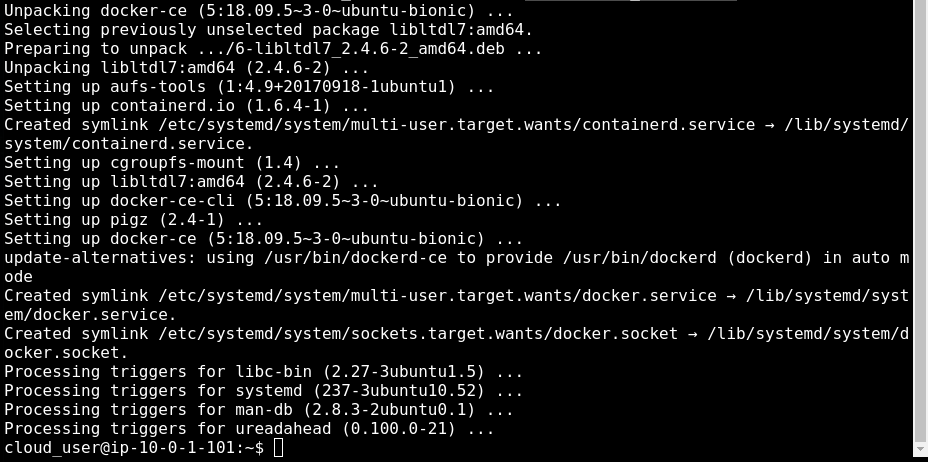 Unpacking docker-ce (5:18.09.5~3-0~ubuntu-bionic) ...
Selecting previously unselected package libltdl7:amd64.
Preparing to unpack .../6-libltdl7_2.4.6-2_amd64.deb ...
Unpacking libltdl7:amd64 (2.4.6-2) ...
Setting up aufs-tools (1:4.9+20170918-1ubuntu1) ...
Setting up containerd.io (1.6.4-1) ...
Created symlink /etc/systemd/system/multi-user.target.wants/containerd.service → /lib/systemd/
system/containerd.service.
Setting up cgroupfs-mount (1.4) ...
Setting up libltdl7:amd64 (2.4.6-2) ...
Setting up docker-ce-cli (5:18.09.5~3-0~ubuntu-bionic) ...
Setting up pigz (2.4-1) ...
Setting up docker-ce (5:18.09.5~3-0~ubuntu-bionic) ...
update-alternatives: using /usr/bin/dockerd-ce to provide /usr/bin/dockerd (dockerd) in auto m
ode
Created symlink /etc/systemd/system/multi-user.target.wants/docker.service → /lib/systemd/syst
em/docker.service.
Created symlink /etc/systemd/system/sockets.target.wants/docker.socket → /lib/systemd/system/d
ocker.socket.
Processing triggers for libc-bin (2.27-3ubuntu1.5) ...
Processing triggers for systemd (237-3ubuntu10.52) ...
Processing triggers for man-db (2.8.3-2ubuntu0.1) ...
Processing triggers for ureadahead (0.100.0-21) ...
cloud_user@ip-10-0-1-101:~$